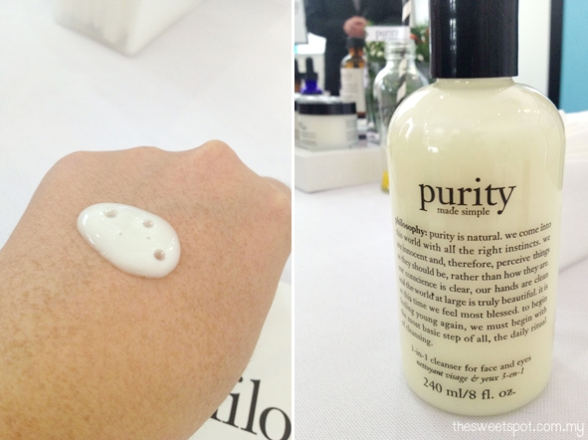 ilo
purity
purity
made simple
philosophy: purity is natural. we come into
this world with all the right instincts. we
are innocent and, therefore, perceive things
as they should be, rather than how they are.
our conscience is clear, our hands are clean
and the world at large is truly beautiful. it is
at this time we feel most blessed. to begin
feeling young again, we must begin with
the most basic step of all, the daily ritual
of cleansing.
3-in-1 cleanser for face and eyes
nettoyant visage & yeux 3-en-1
240 ml/8 fl. oz.
thesweetspot.com.my